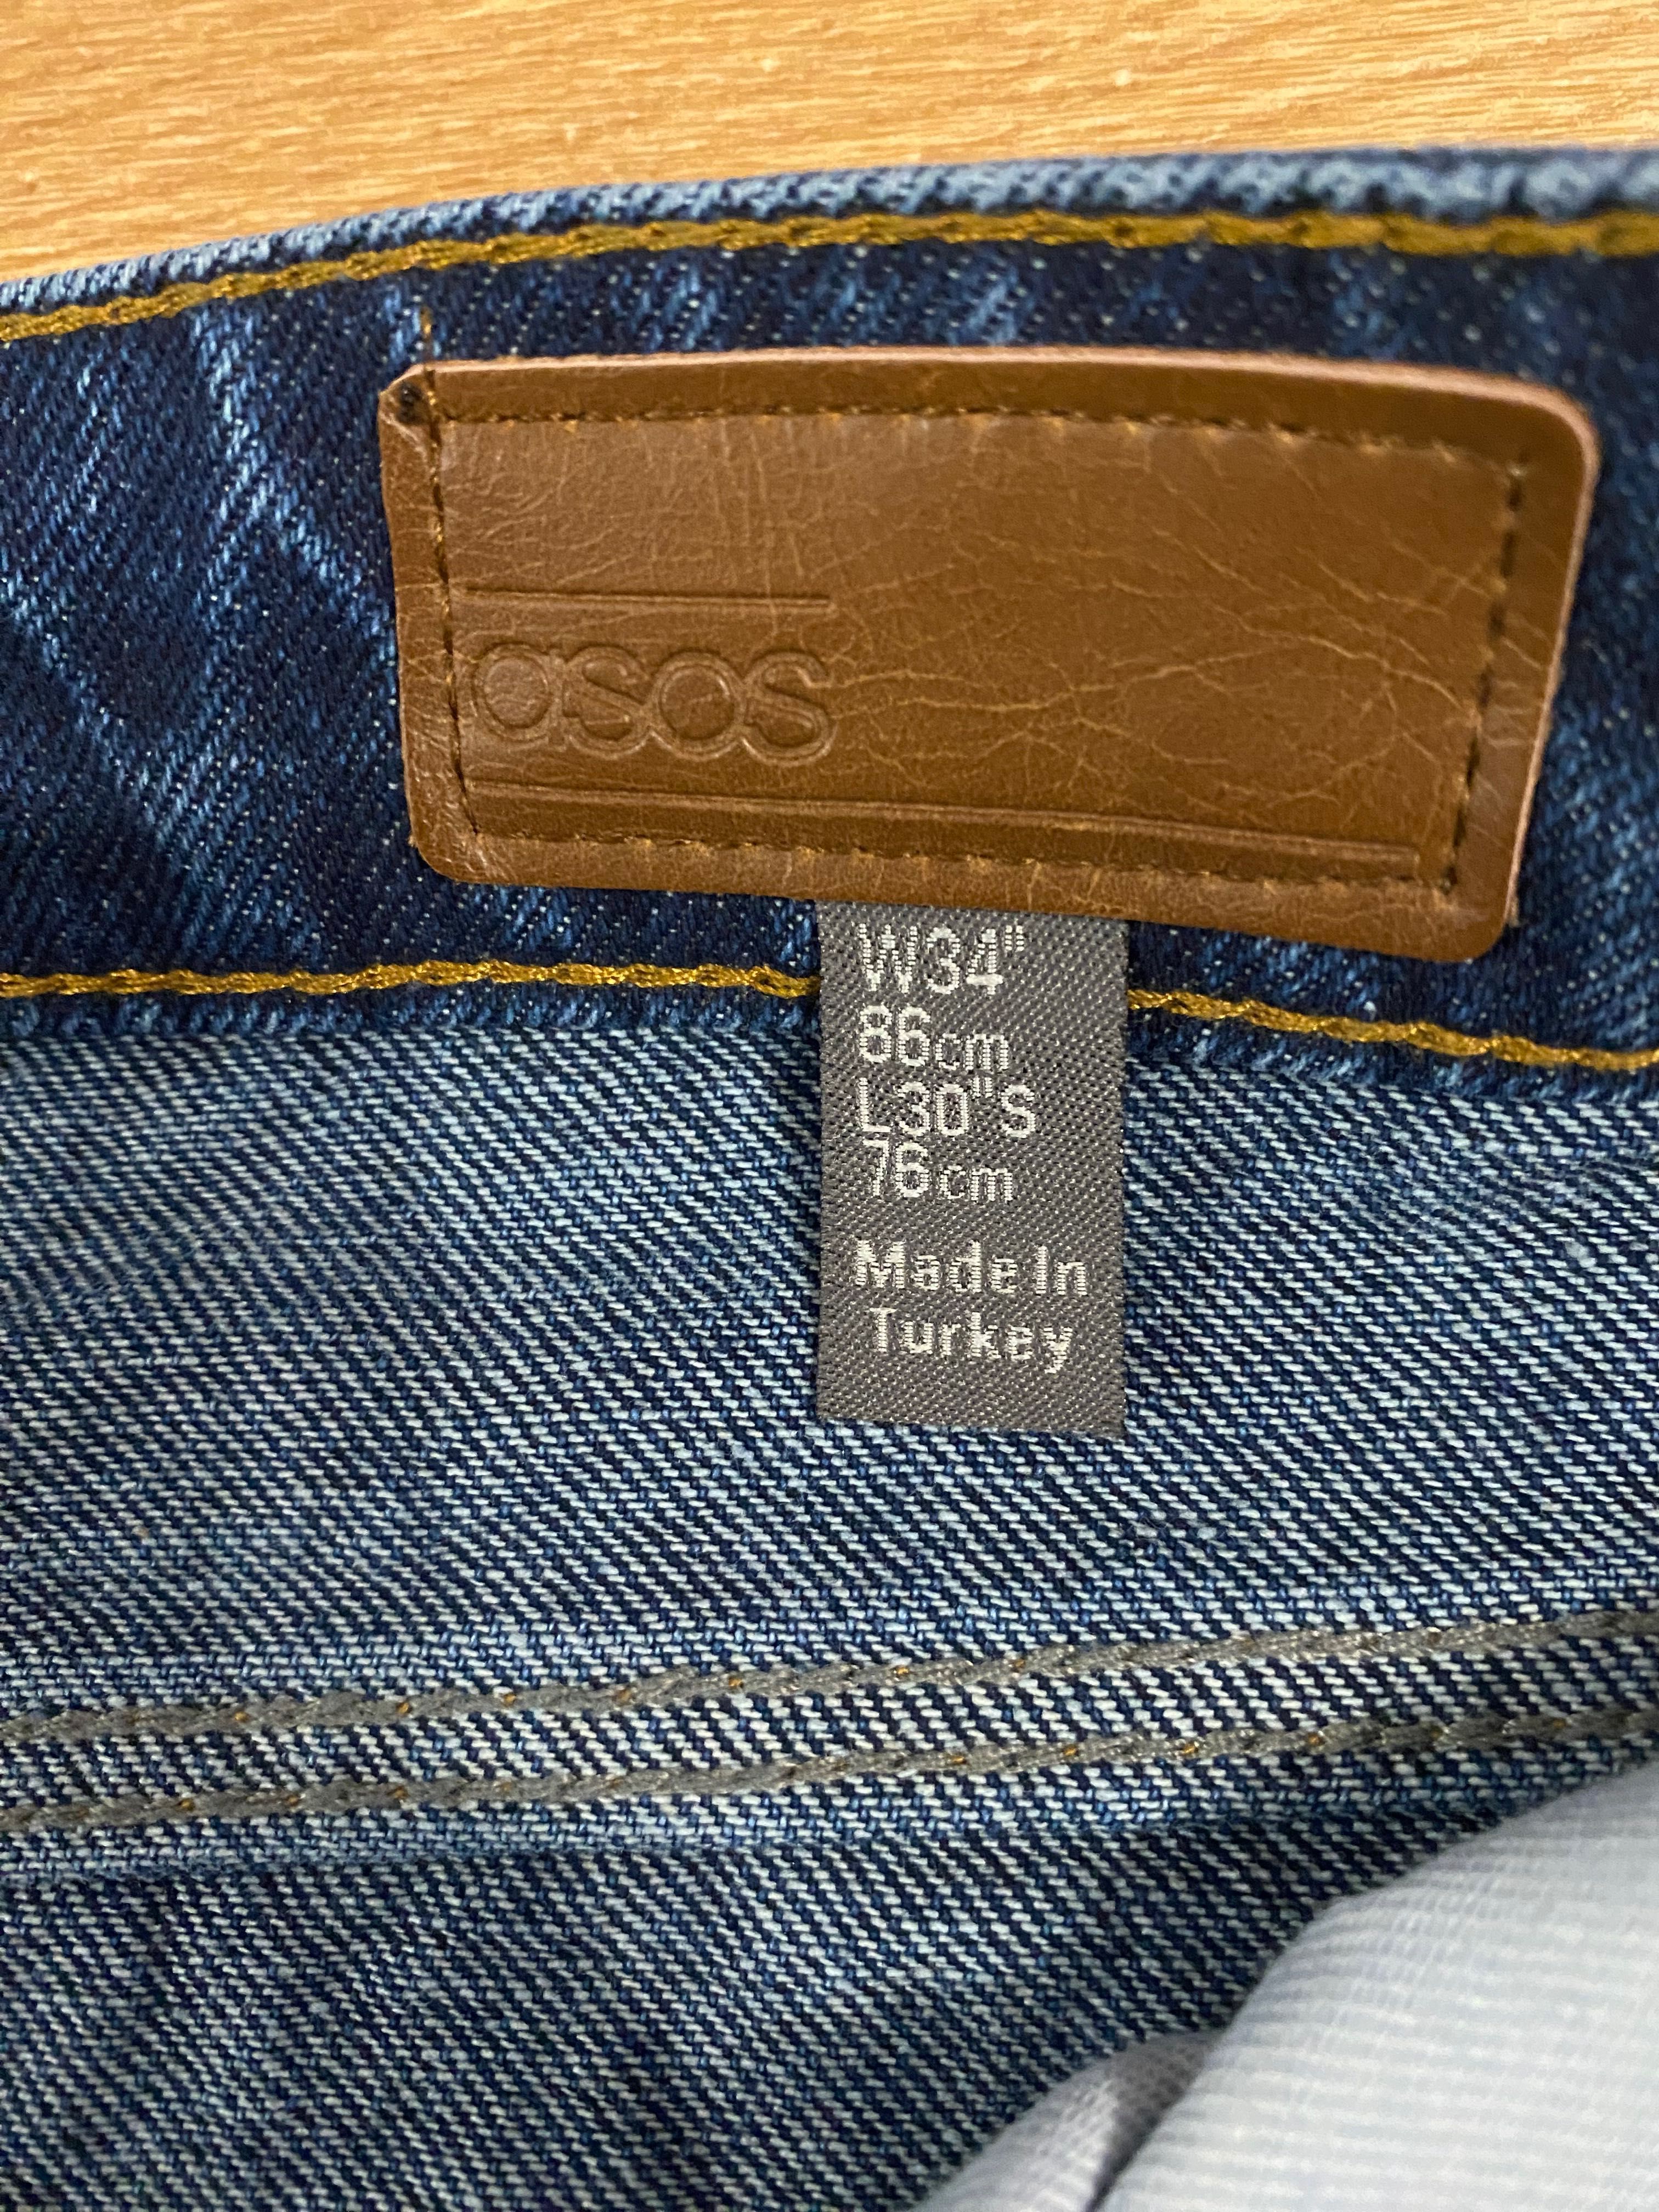 asos
W34"
86cm
L30"S
76cm
Made In
Turkey